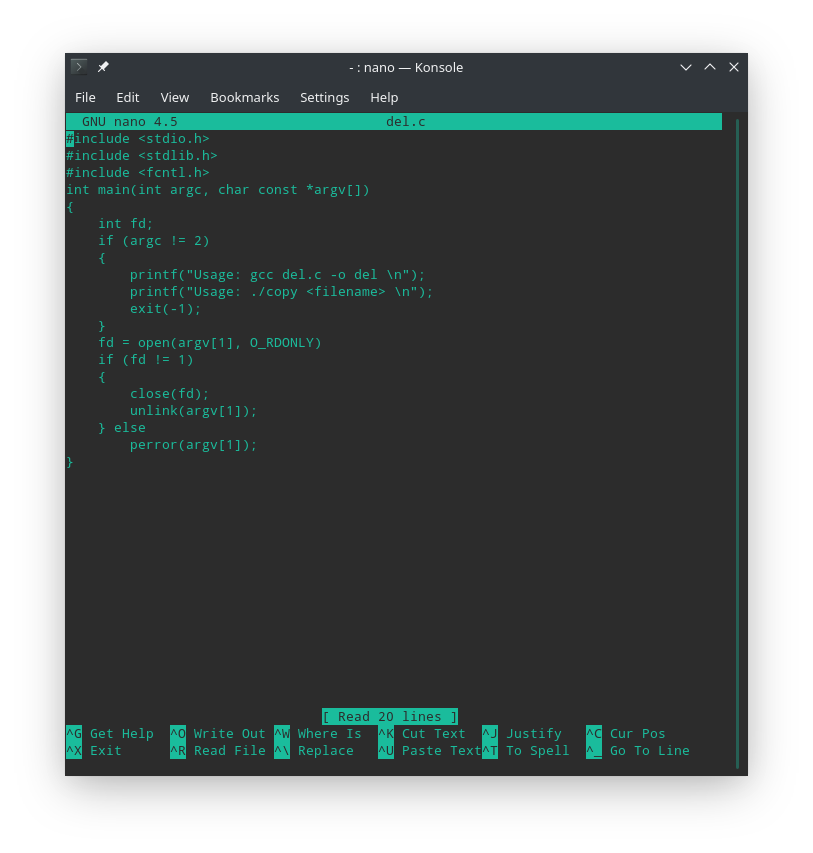 - : nano — Konsole
File Edit View Bookmarks Settings Help
GNU nano 4.5 del.c
#include <stdio.h>
#include <stdlib.h>
#include <fcntl.h>
int main(int argc, char const *argv[])
{
    int fd;
    if (argc != 2)
    {
        printf("Usage: gcc del.c -o del \n");
        printf("Usage: ./copy <filename> \n");
        exit(-1);
    }
    fd = open(argv[1], O_RDONLY)
    if (fd != 1)
    {
        close(fd);
        unlink(argv[1]);
    } else
        perror(argv[1]);
}
[ Read 20 lines ]
^G Get Help ^O Write Out ^W Where Is ^K Cut Text ^J Justify ^C Cur Pos
^X Exit ^R Read File ^\ Replace ^U Paste Text ^T To Spell ^_ Go To Line